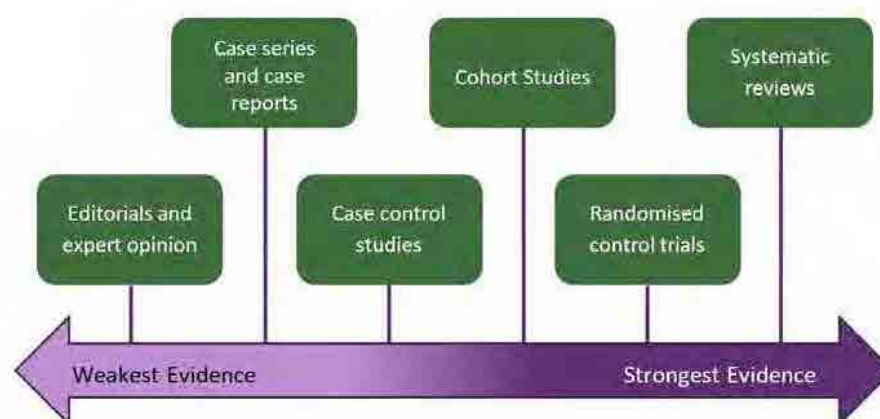 Case series
and case
reports
Cohort Studies
Systematic
reviews
Editorials and
expert opinion
Case control
studies
Randomised
control trials
Weakest Evidence
Strongest Evidence